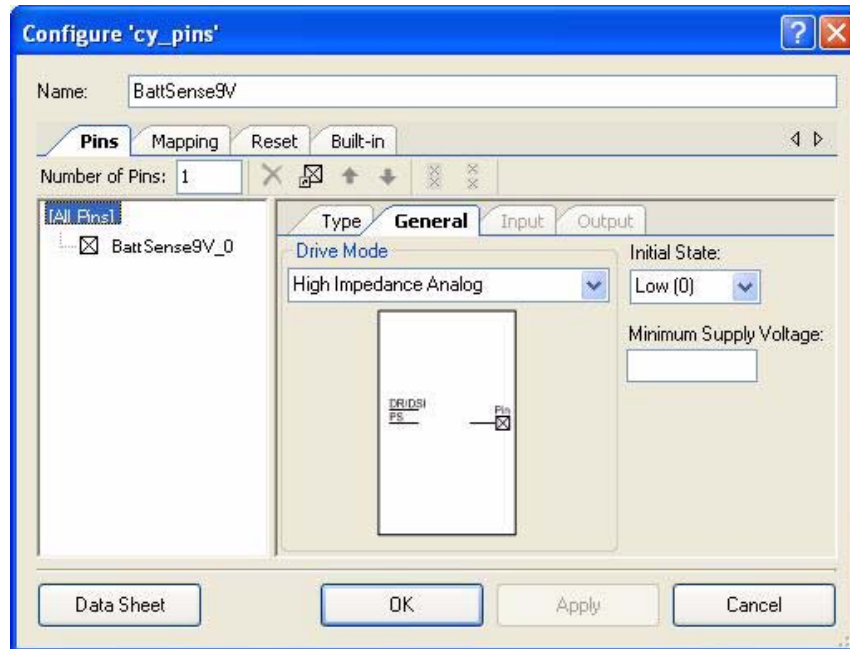 Configure 'cy_pins'
Name: BattSense9V
Pins Mapping Reset Built-in
Number of Pins: 1
[All Pins]
BattSense9V_0
Type General Input Output
Drive Mode
High Impedance Analog
DR/DSI
PS
Pin
Initial State:
Low (0)
Minimum Supply Voltage:
Data Sheet OK Apply Cancel